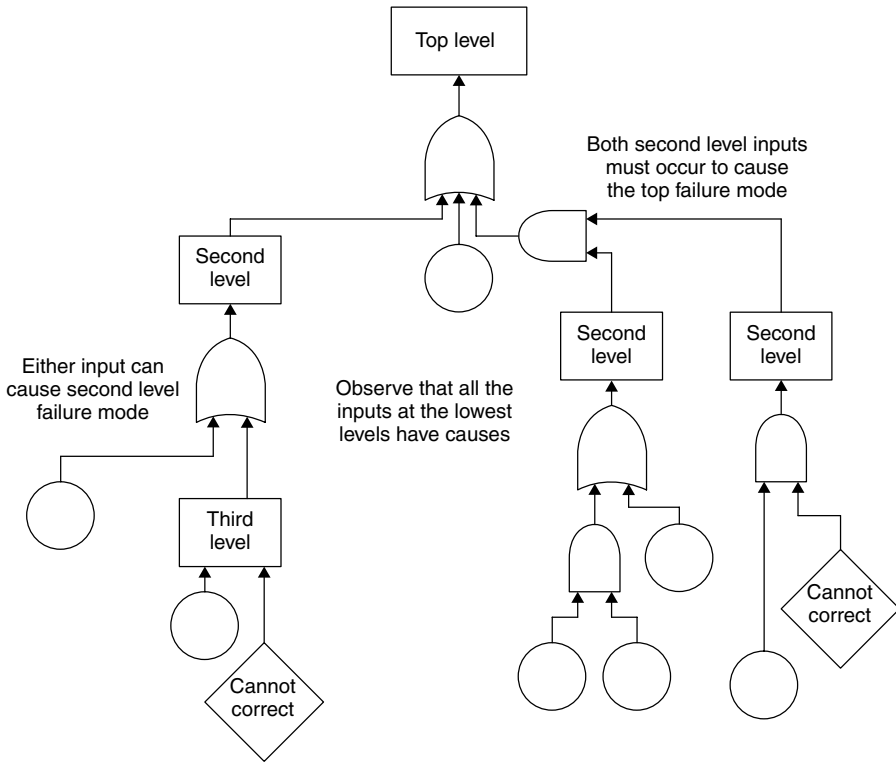 Top level
Both second level inputs
must occur to cause
the top failure mode
Second
level
Second
level
Second
level
Either input can
cause second level
failure mode
Observe that all the
inputs at the lowest
levels have causes
Third
level
Cannot
correct
Cannot
correct